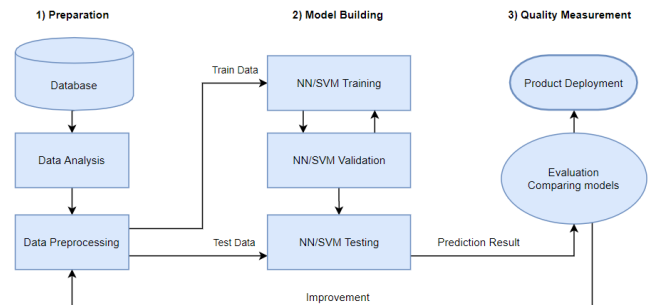 1) Preparation
2) Model Building
3) Quality Measurement
Database
Train Data
NN/SVM Training
Product Deployment
Data Analysis
NN/SVM Validation
Evaluation
Comparing models
Data Preprocessing
Test Data
NN/SVM Testing
Prediction Result
Improvement